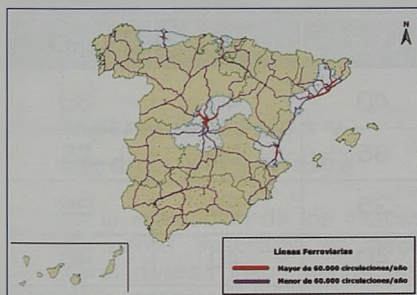 N
Líneas Ferroviarias
Mayor de 60.000 circulaciones/año
Menor de 60.000 circulaciones/año